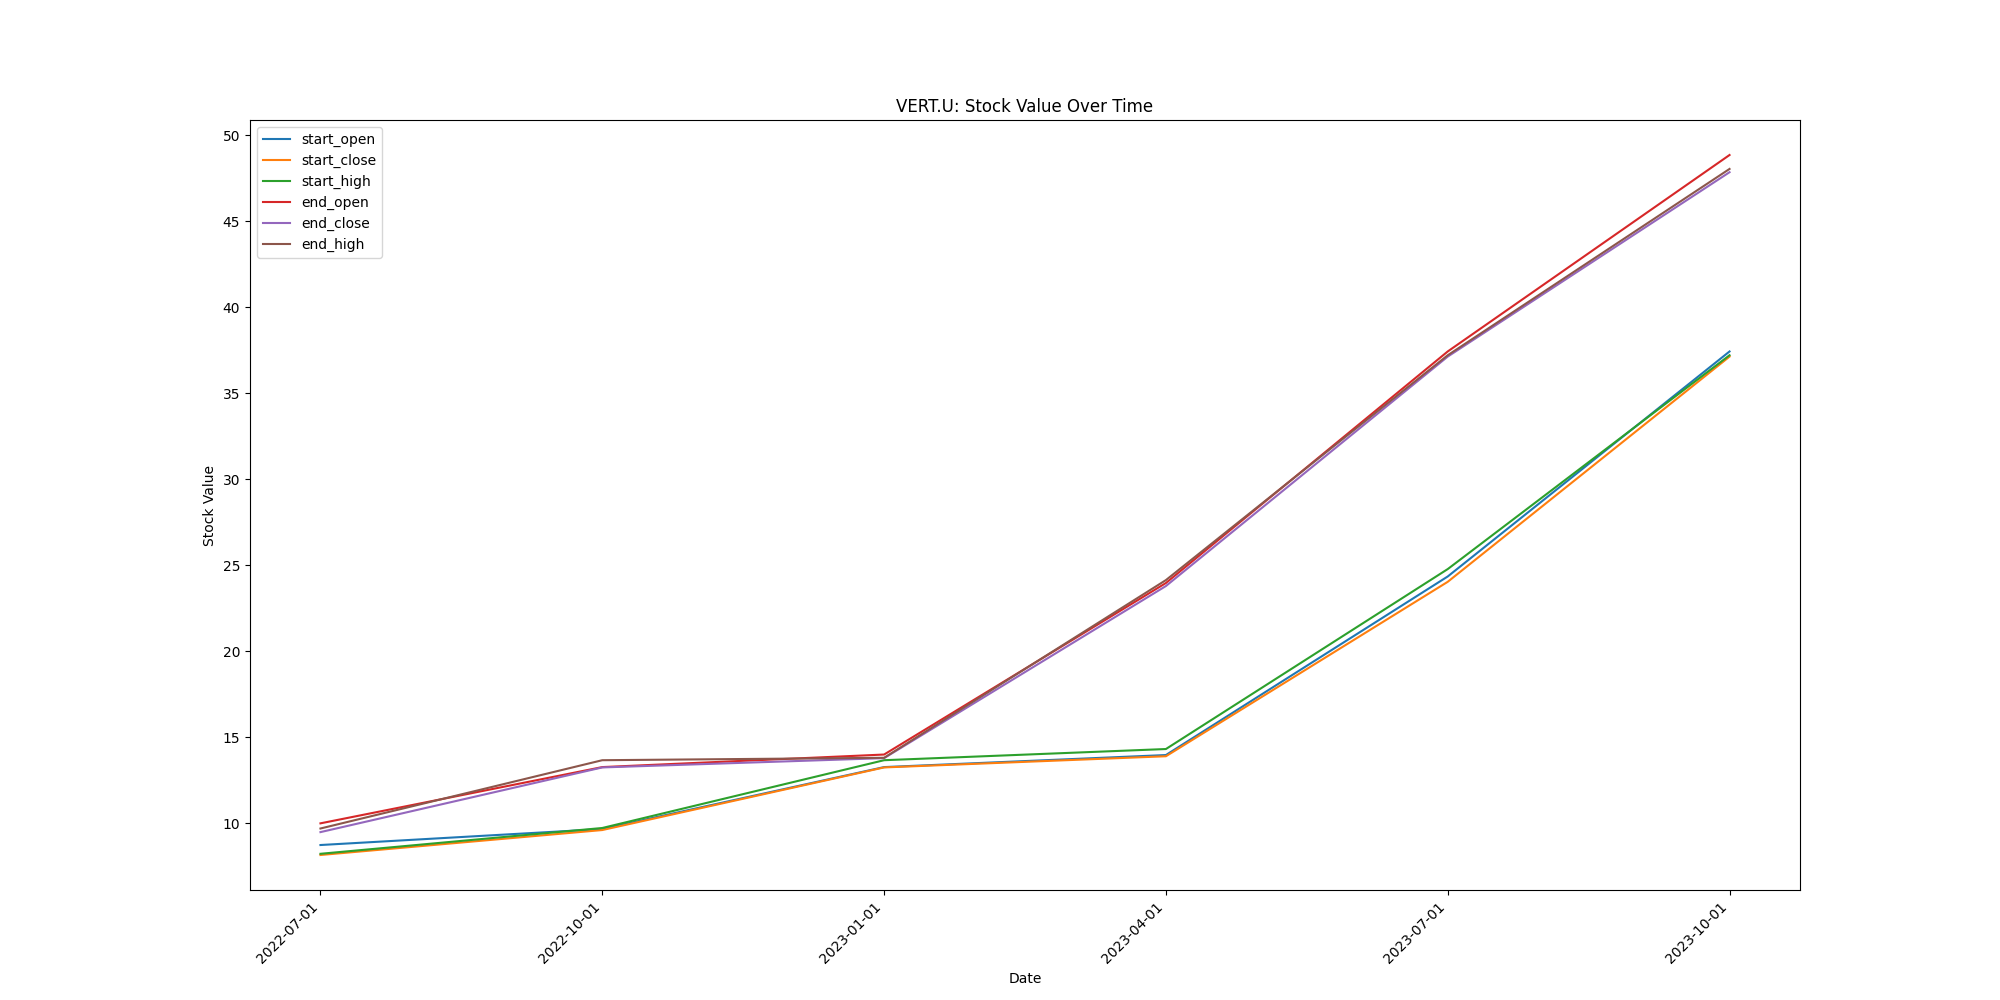 VERT.U: Stock Value Over Time
start_open
start_close
start_high
end_open
end_close
end_high
50
45
40
35
30
25
20
15
10
Stock Value
2022-07-01
2022-10-01
2023-01-01
2023-04-01
2023-07-01
2023-10-01
Date